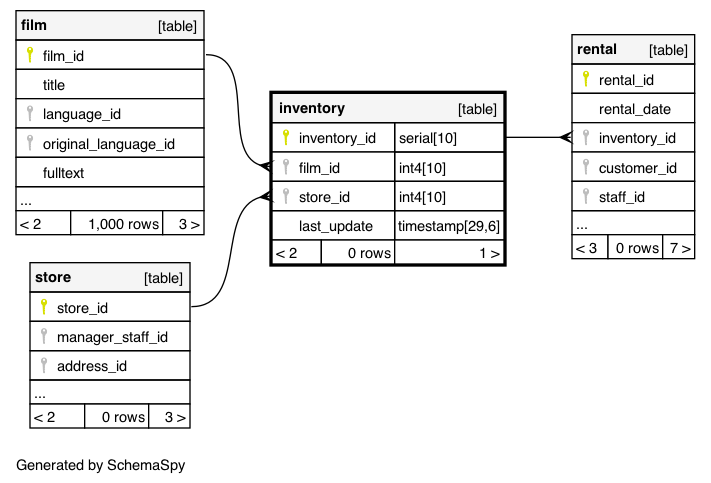 film [table]
film_id
title
language_id
original_language_id
fulltext
...
< 2 1,000 rows 3 >
store [table]
store_id
manager_staff_id
address_id
...
< 2 0 rows 3 >
inventory [table]
inventory_id serial[10]
film_id int4[10]
store_id int4[10]
last_update timestamp[29,6]
< 2 0 rows 1 >
rental [table]
rental_id
rental_date
inventory_id
customer_id
staff_id
...
< 3 0 rows 7 >
Generated by SchemaSpy